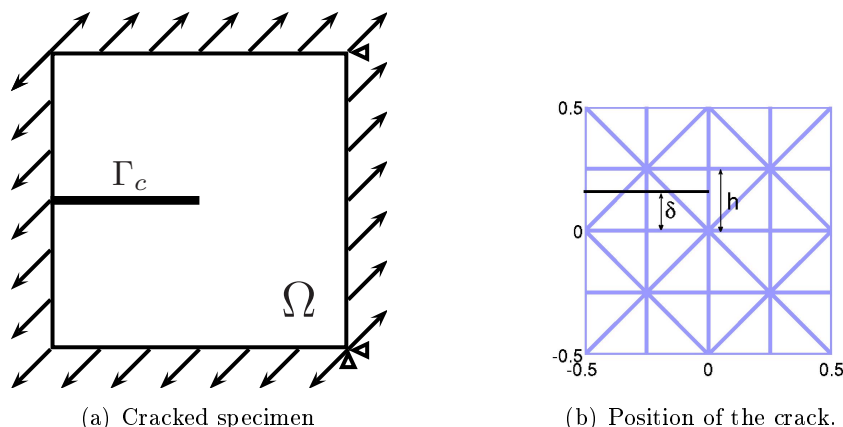 Γc
Ω
(a) Cracked specimen
0.5
h
δ
0
-0.5
-0.5
0
0.5
(b) Position of the crack.